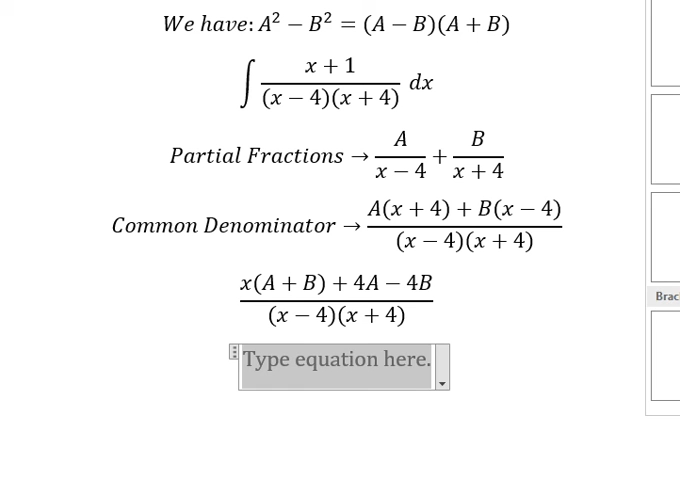 We have: A² − B² = (A − B)(A + B)
∫ (x + 1)/((x − 4)(x + 4)) dx
Partial Fractions → A/(x − 4) + B/(x + 4)
Common Denominator → (A(x + 4) + B(x − 4))/((x − 4)(x + 4))
(x(A + B) + 4A − 4B)/((x − 4)(x + 4))
Type equation here.
Brac